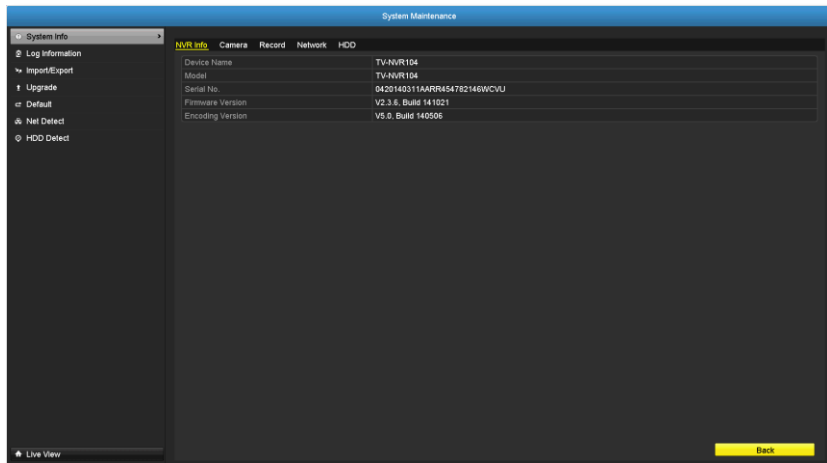 System Maintenance
System Info
Log Information
Import/Export
Upgrade
Default
Net Detect
HDD Detect
Live View
NVR Info Camera Record Network HDD
Device Name TV-NVR104
Model TV-NVR104
Serial No. 0420140311AARR454782146WCVU
Firmware Version V2.3.6, Build 141021
Encoding Version V5.0, Build 140506
Back